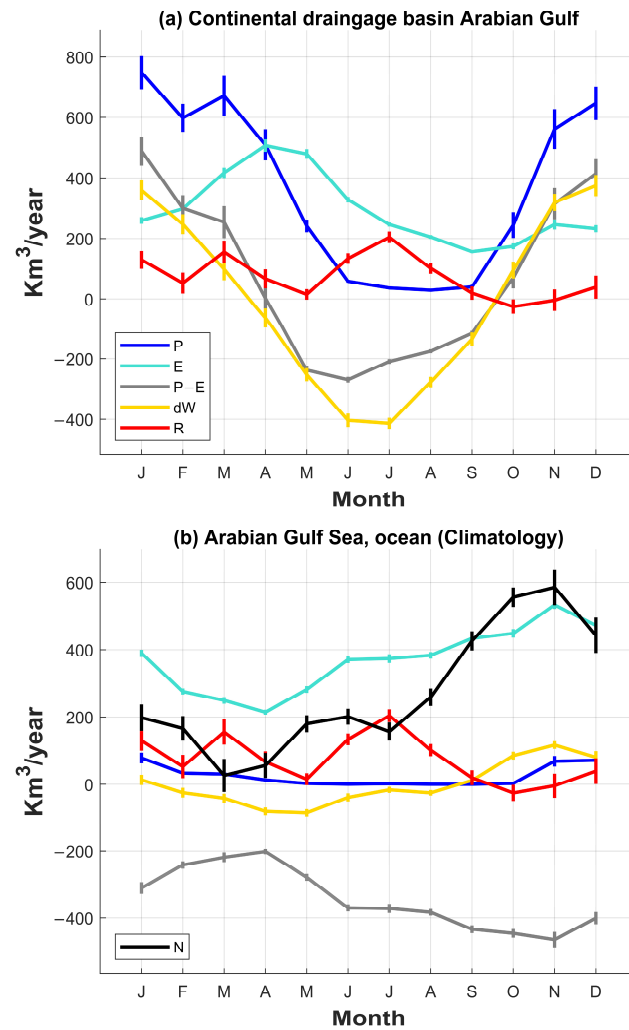 (a) Continental draingage basin Arabian Gulf
Km³/year
800
600
400
200
0
−200
−400
P
E
P−E
dW
R
J F M A M J J A S O N D
Month
(b) Arabian Gulf Sea, ocean (Climatology)
Km³/year
600
400
200
0
−200
−400
N
J F M A M J J A S O N D
Month